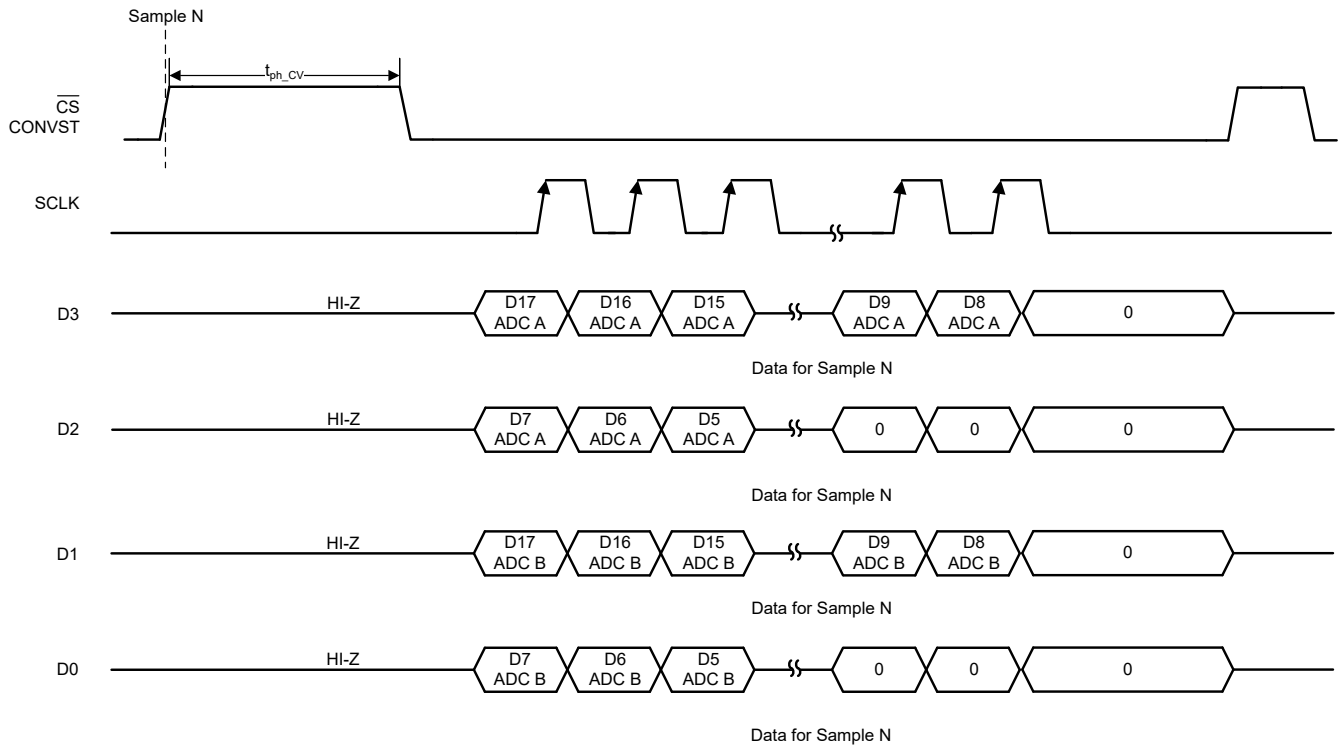 Sample N
tph_CV
CS
CONVST
SCLK
D3
HI-Z
D17
ADC A
D16
ADC A
D15
ADC A
D9
ADC A
D8
ADC A
0
Data for Sample N
D2
HI-Z
D7
ADC A
D6
ADC A
D5
ADC A
0
0
0
Data for Sample N
D1
HI-Z
D17
ADC B
D16
ADC B
D15
ADC B
D9
ADC B
D8
ADC B
0
Data for Sample N
D0
HI-Z
D7
ADC B
D6
ADC B
D5
ADC B
0
0
0
Data for Sample N